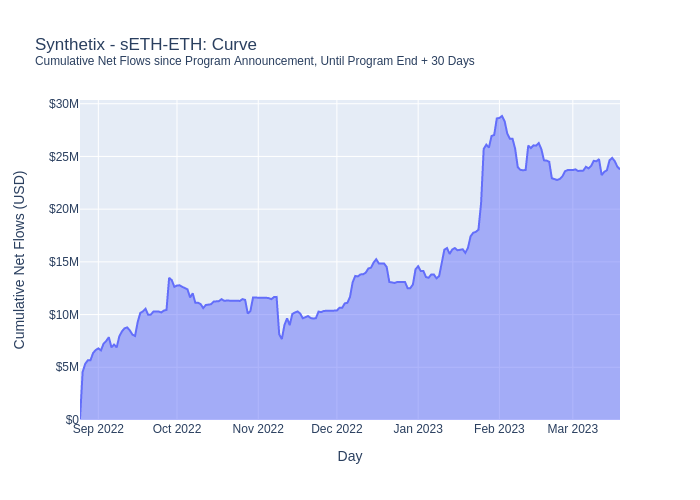 Synthetix - sETH-ETH: Curve
Cumulative Net Flows since Program Announcement, Until Program End + 30 Days
Cumulative Net Flows (USD)
$30M
$25M
$20M
$15M
$10M
$5M
$0
Sep 2022 Oct 2022 Nov 2022 Dec 2022 Jan 2023 Feb 2023 Mar 2023
Day